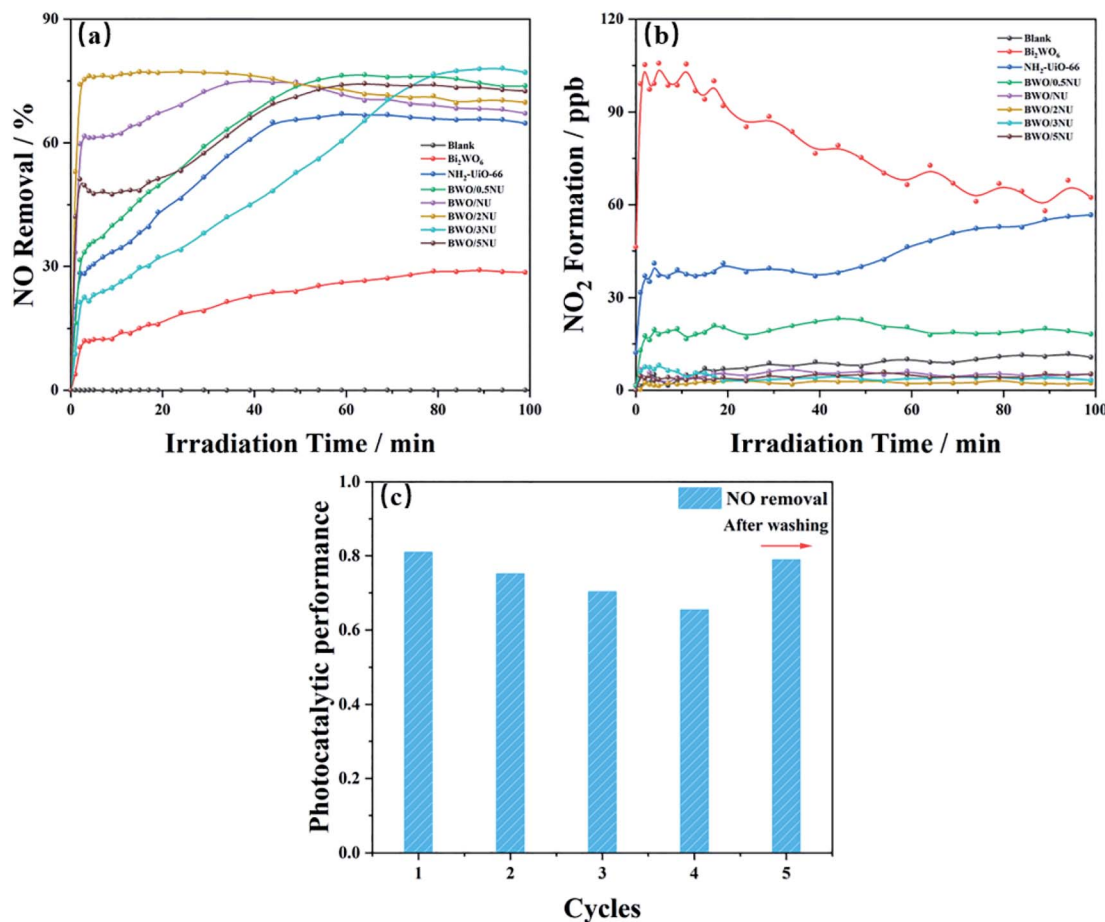 (a)
NO Removal / %
90
60
30
0
Blank
Bi₂WO₆
NH₂-UiO-66
BWO/0.5NU
BWO/NU
BWO/2NU
BWO/3NU
BWO/5NU
0 20 40 60 80 100
Irradiation Time / min
(b)
NO₂ Formation / ppb
120
90
60
30
0
Blank
Bi₂WO₆
NH₂-UiO-66
BWO/0.5NU
BWO/NU
BWO/2NU
BWO/3NU
BWO/5NU
0 20 40 60 80 100
Irradiation Time / min
(c)
Photocatalytic performance
1.0
0.8
0.6
0.4
0.2
0.0
NO removal
After washing
1 2 3 4 5
Cycles